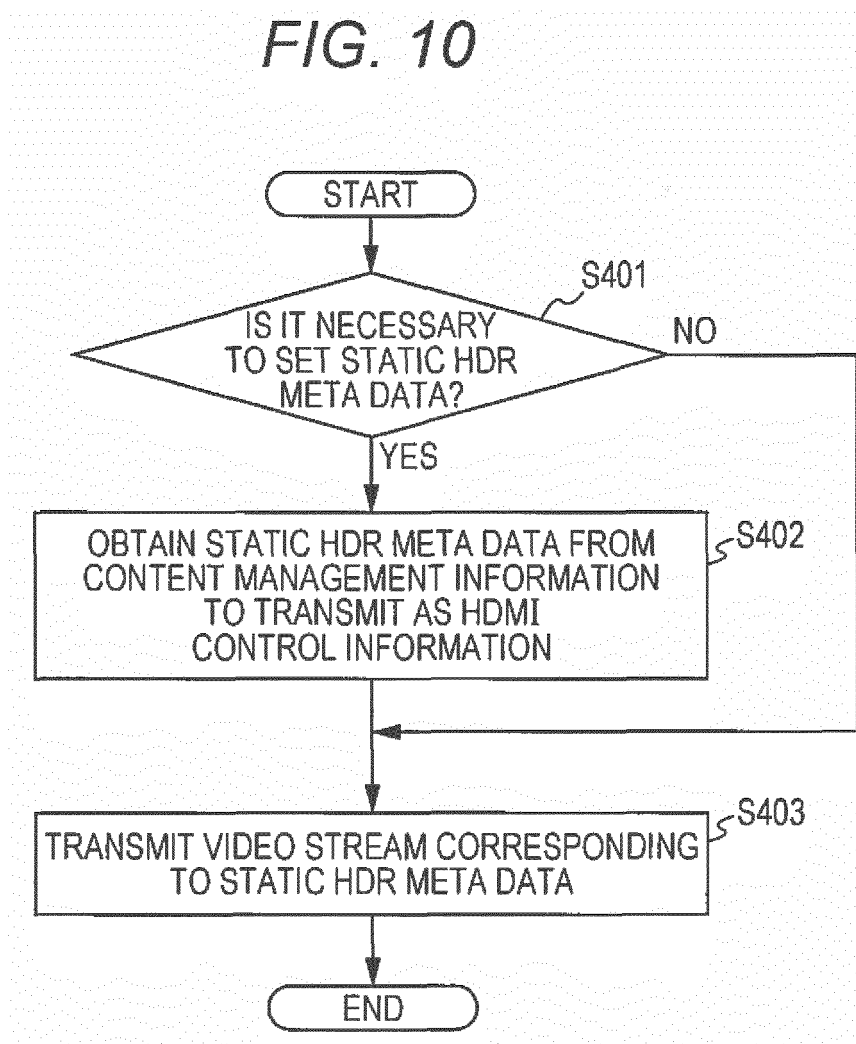 FIG. 10
START
S401
IS IT NECESSARY
TO SET STATIC HDR
META DATA?
NO
YES
OBTAIN STATIC HDR META DATA FROM
CONTENT MANAGEMENT INFORMATION
TO TRANSMIT AS HDMI
CONTROL INFORMATION
S402
TRANSMIT VIDEO STREAM CORRESPONDING
TO STATIC HDR META DATA
S403
END